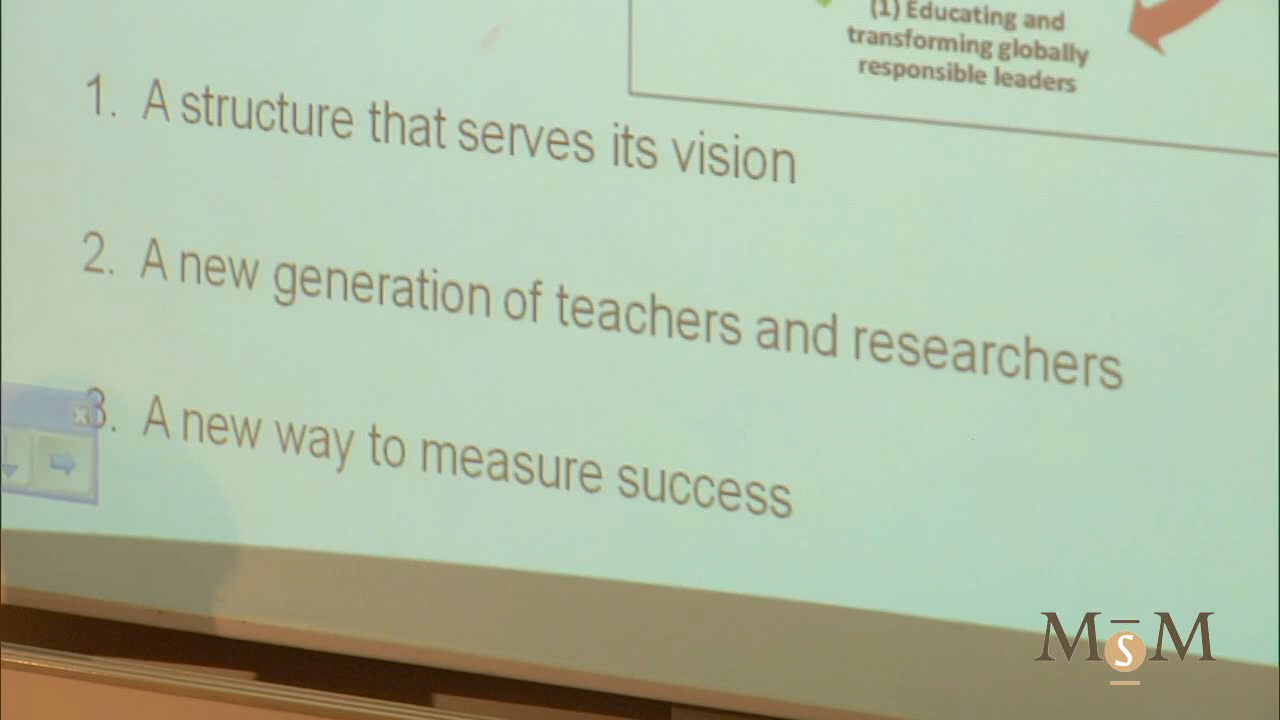 (1) Educating and
transforming globally
responsible leaders
1. A structure that serves its vision
2. A new generation of teachers and researchers
3. A new way to measure success
MSM